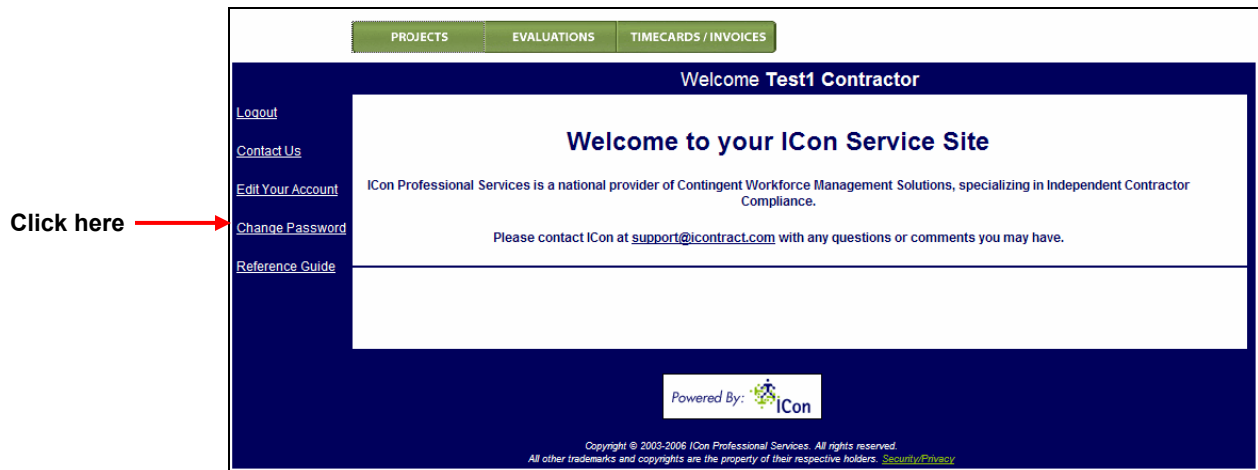 PROJECTS EVALUATIONS TIMECARDS / INVOICES
Welcome Test1 Contractor
Logout
Contact Us
Edit Your Account
Click here
Change Password
Reference Guide
Welcome to your ICon Service Site
ICon Professional Services is a national provider of Contingent Workforce Management Solutions, specializing in Independent Contractor
Compliance.
Please contact ICon at support@icontract.com with any questions or comments you may have.
Powered By: iCon
Copyright © 2003-2006 ICon Professional Services. All rights reserved.
All other trademarks and copyrights are the property of their respective holders. Security/Privacy